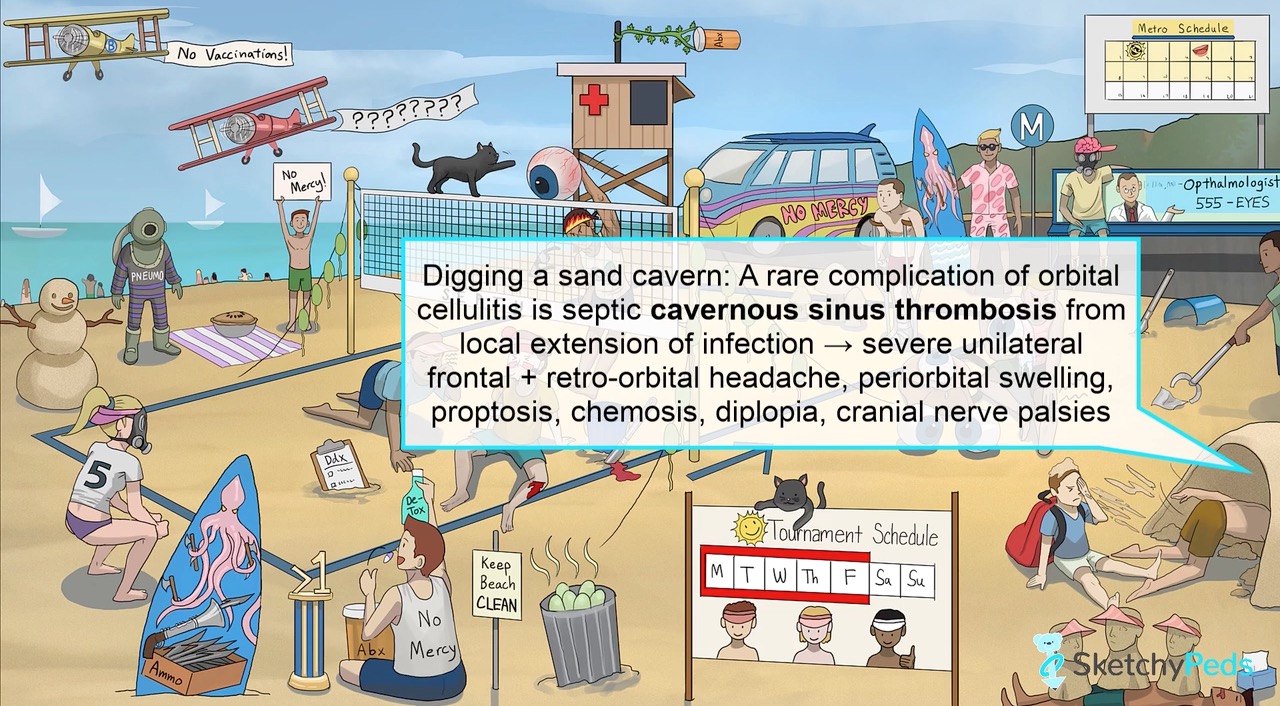 No Vaccinations!
????????
Abx
Metro Schedule
No
Mercy!
PNEUMO
NO MERCY
M
-Opthalmologist
555-EYES
Digging a sand cavern: A rare complication of orbital
cellulitis is septic cavernous sinus thrombosis from
local extension of infection → severe unilateral
frontal + retro-orbital headache, periorbital swelling,
proptosis, chemosis, diplopia, cranial nerve palsies
5
Ddx
De-
Tox
≥1
Ammo
Abx
No
Mercy
Keep
Beach
CLEAN
Tournament Schedule
M T W Th F Sa Su
SketchyPeds